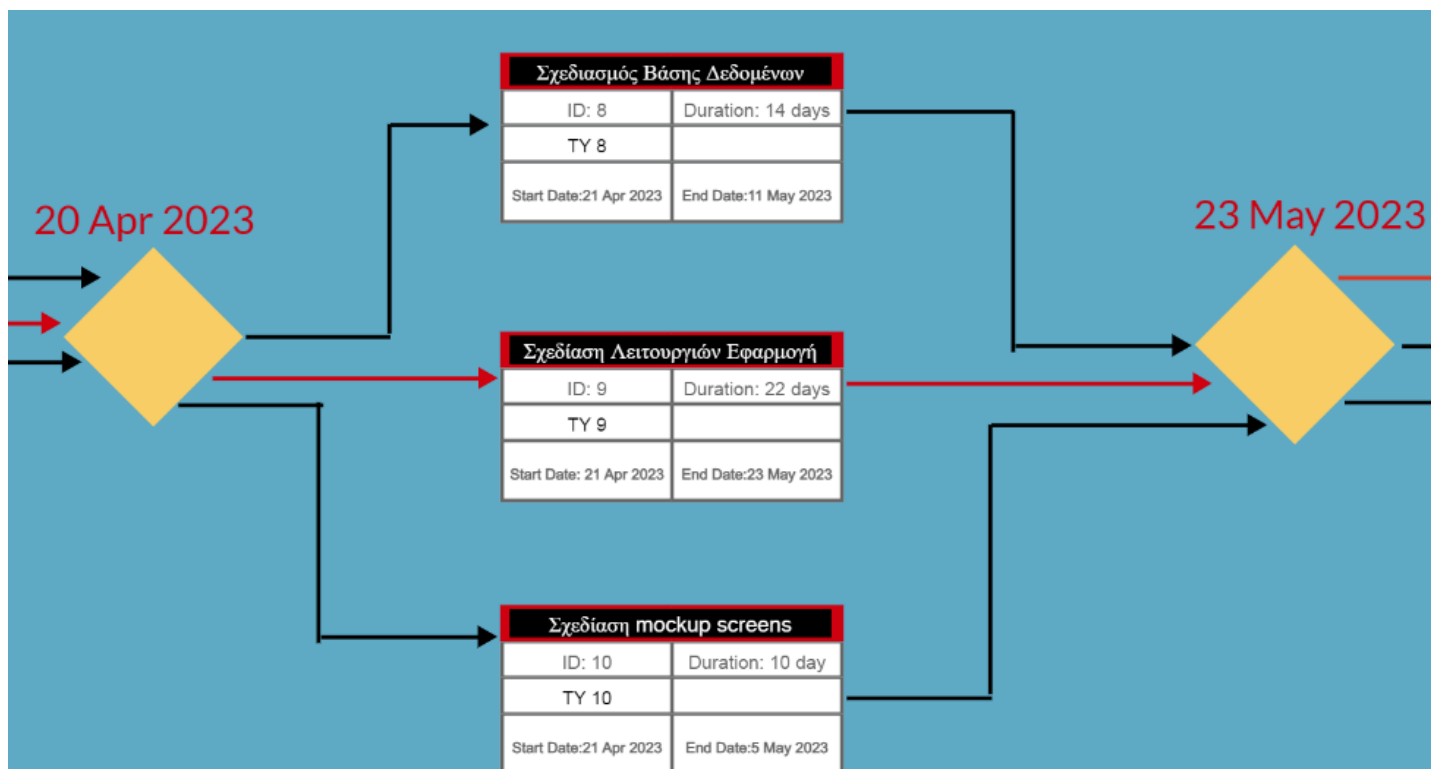 Σχεδιασμός Βάσης Δεδομένων
ID: 8 Duration: 14 days
TY 8
Start Date:21 Apr 2023 End Date:11 May 2023
20 Apr 2023
23 May 2023
Σχεδίαση Λειτουργιών Εφαρμογή
ID: 9 Duration: 22 days
TY 9
Start Date: 21 Apr 2023 End Date:23 May 2023
Σχεδίαση mockup screens
ID: 10 Duration: 10 day
TY 10
Start Date:21 Apr 2023 End Date:5 May 2023